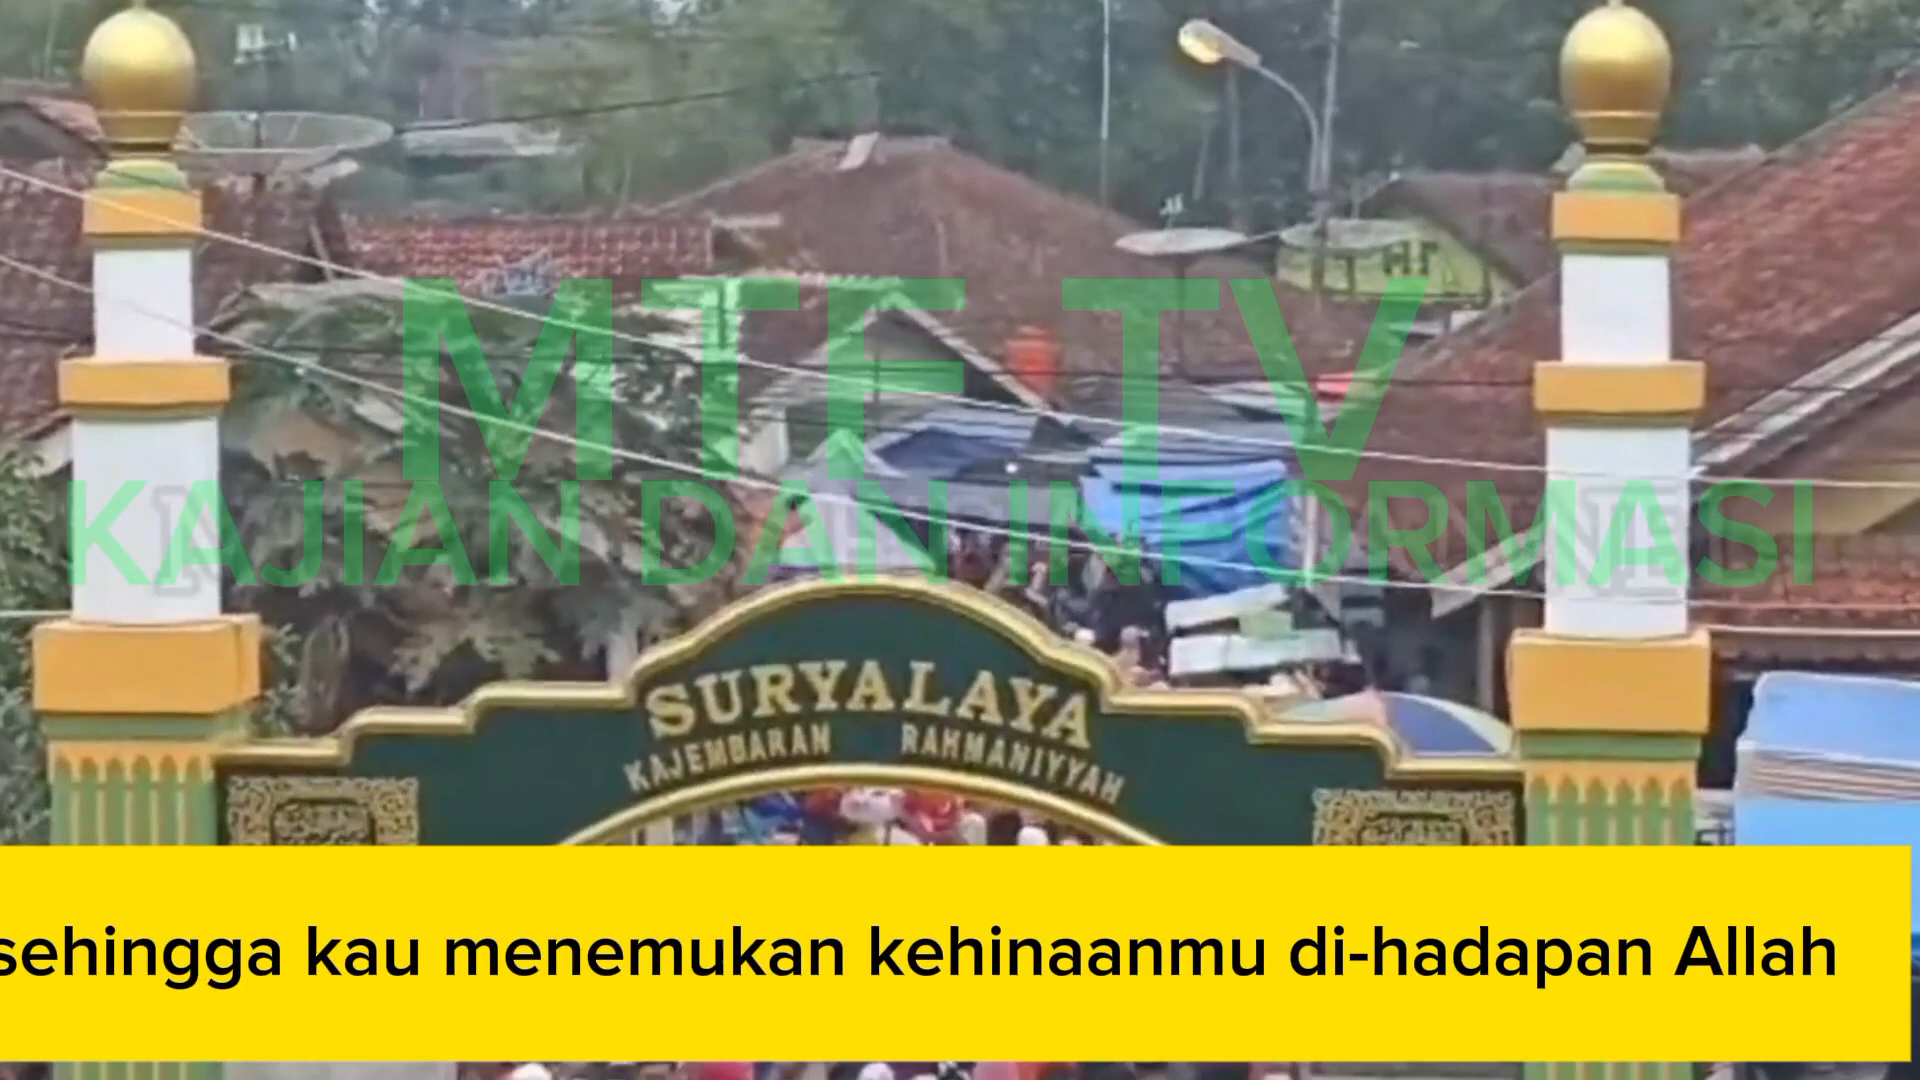 MTF TV
KAJIAN DAN INFORMASI
SURYALAYA
KAJEMBARAN RAHMANIYYAH
sehingga kau menemukan kehinaanmu di-hadapan Allah